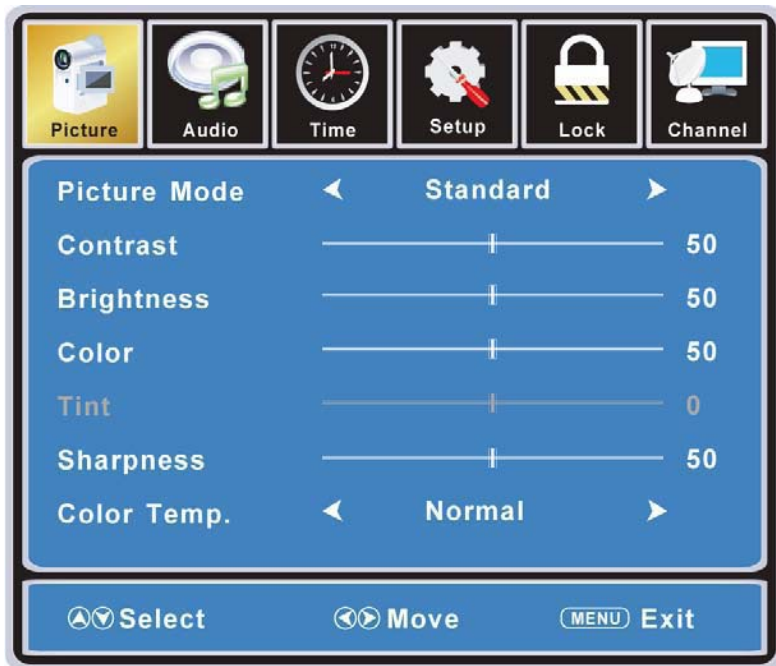 Picture Audio Time Setup Lock Channel
Picture Mode Standard
Contrast 50
Brightness 50
Color 50
Tint 0
Sharpness 50
Color Temp. Normal
Select Move MENU Exit